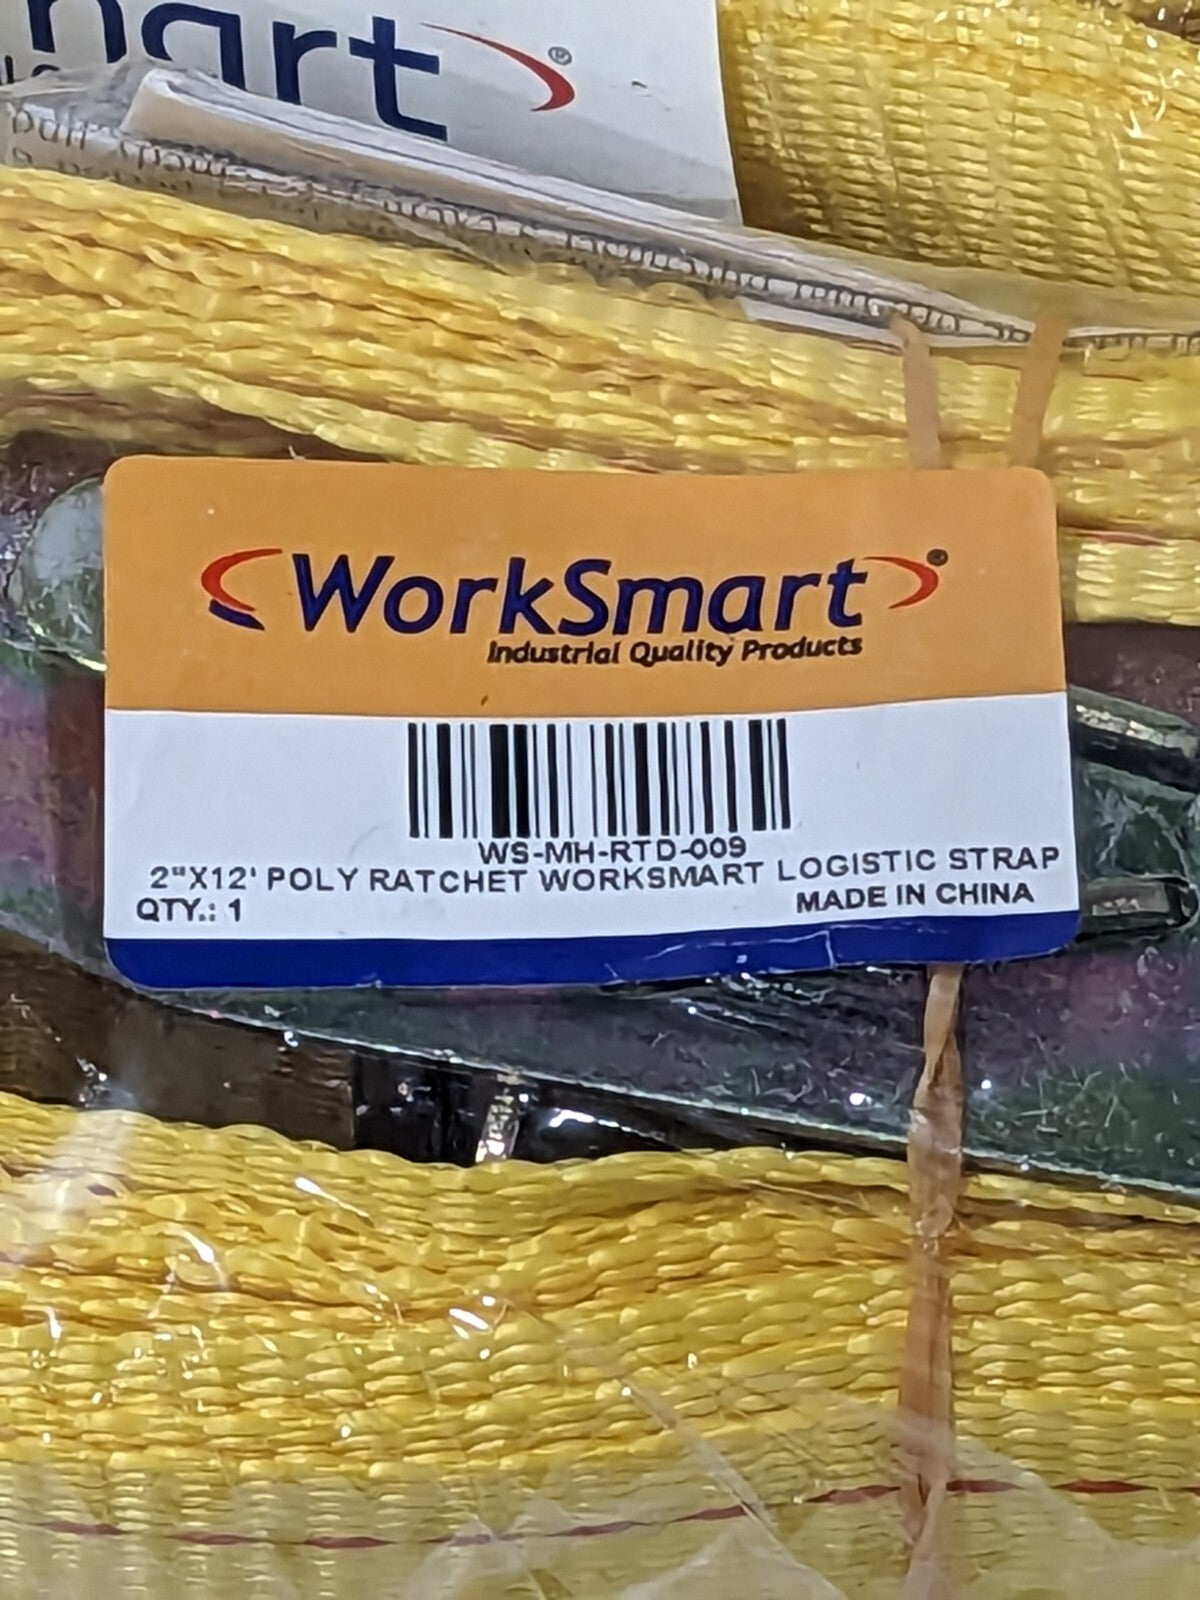 art®
WorkSmart®
Industrial Quality Products
WS-MH-RTD-009
2"X12' POLY RATCHET WORKSMART LOGISTIC STRAP
QTY.: 1
MADE IN CHINA